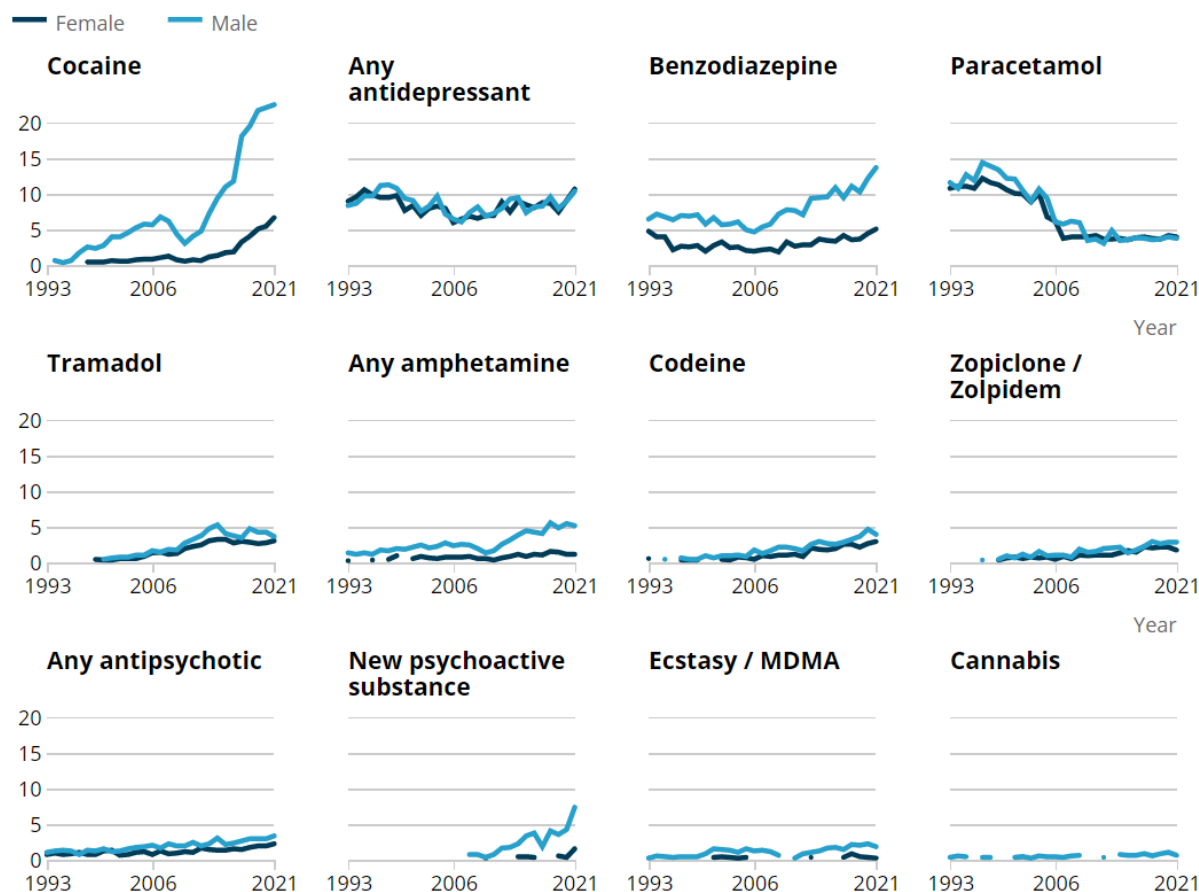 Female Male
Cocaine
Any
antidepressant
Benzodiazepine
Paracetamol
20
15
10
5
0
1993 2006 2021
1993 2006 2021
1993 2006 2021
1993 2006 2021
Year
Tramadol
Any amphetamine
Codeine
Zopiclone /
Zolpidem
20
15
10
5
0
1993 2006 2021
1993 2006 2021
1993 2006 2021
1993 2006 2021
Year
Any antipsychotic
New psychoactive
substance
Ecstasy / MDMA
Cannabis
20
15
10
5
0
1993 2006 2021
1993 2006 2021
1993 2006 2021
1993 2006 2021